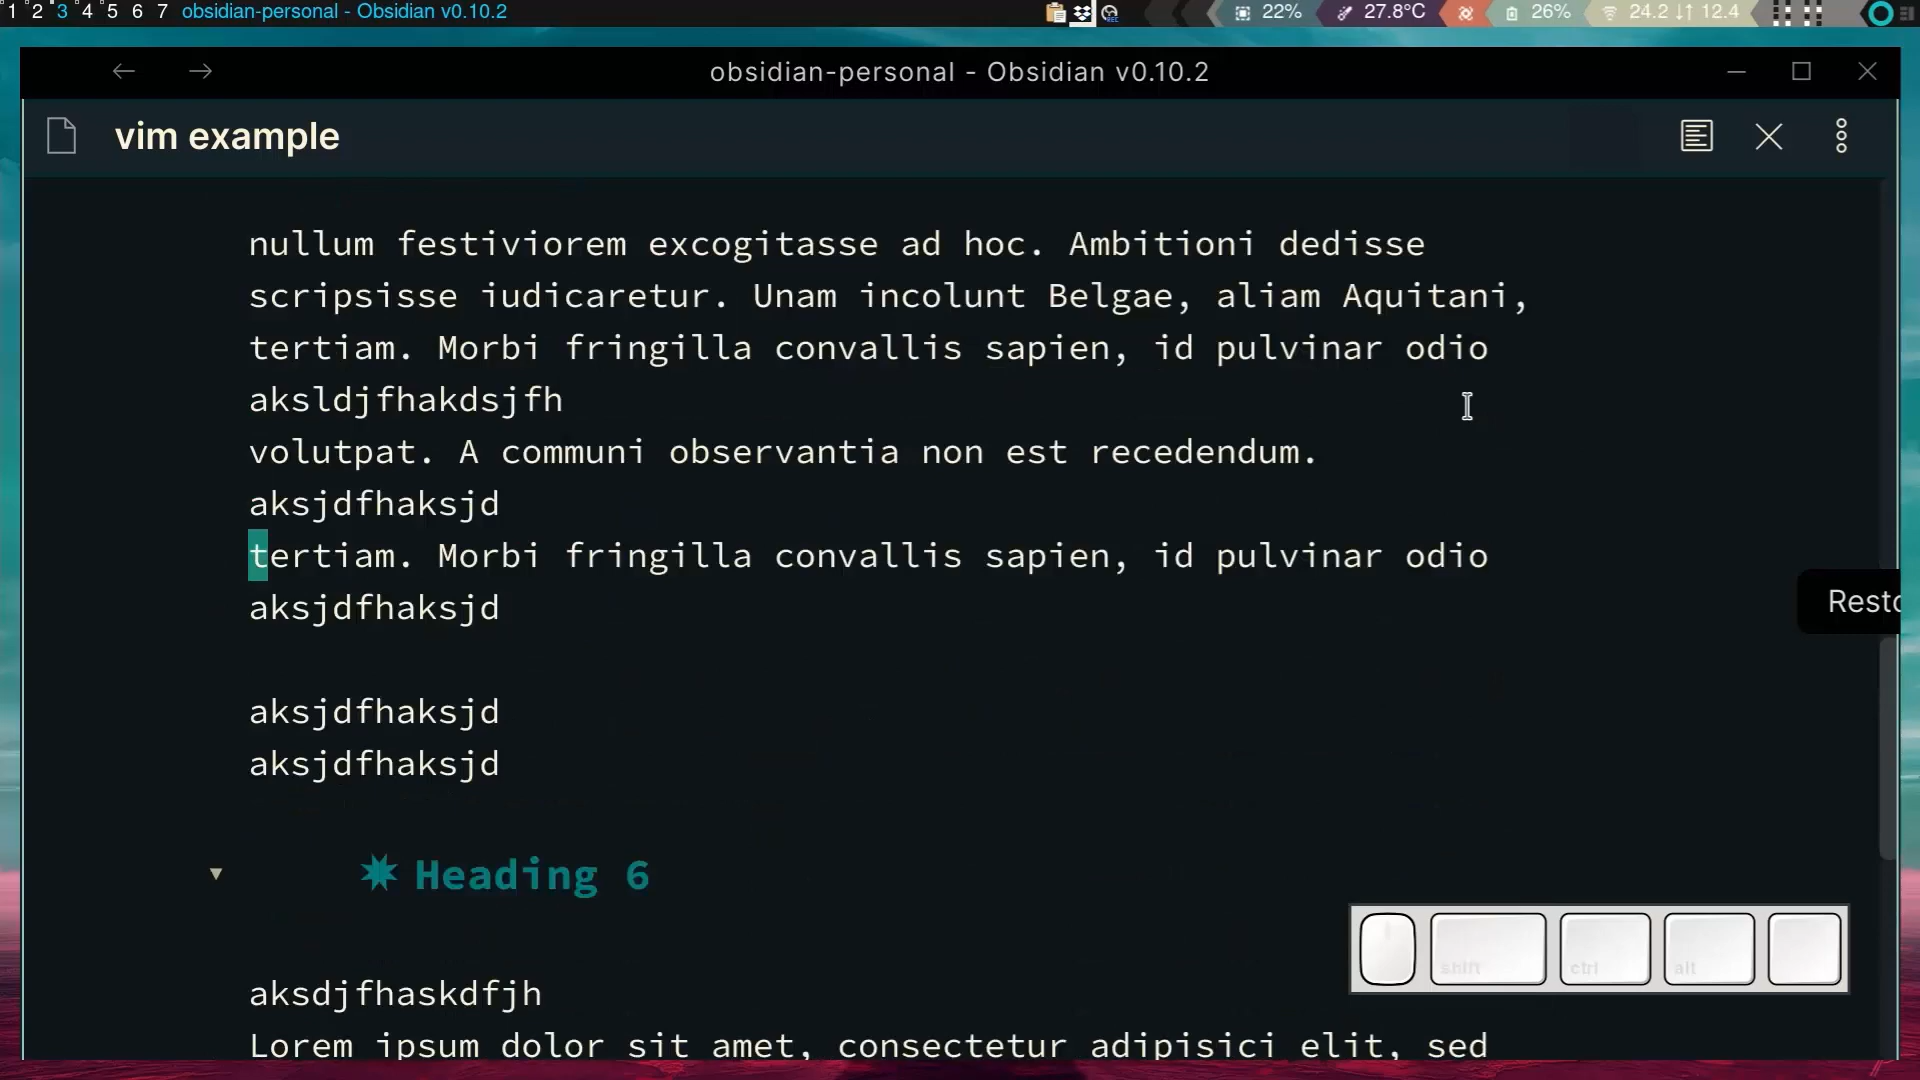 1 2 3 4 5 6 7 obsidian-personal - Obsidian v0.10.2 22% 27.8°C 26% 24.2 ↓↑ 12.4
obsidian-personal - Obsidian v0.10.2
vim example
nullum festiviorem excogitasse ad hoc. Ambitioni dedisse
scripsisse iudicaretur. Unam incolunt Belgae, aliam Aquitani,
tertiam. Morbi fringilla convallis sapien, id pulvinar odio
aksldjfhakdsjfh
volutpat. A communi observantia non est recedendum.
aksjdfhaksjd
tertiam. Morbi fringilla convallis sapien, id pulvinar odio
aksjdfhaksjd
Resto
aksjdfhaksjd
aksjdfhaksjd
Heading 6
shift ctrl alt
aksdjfhaskdfjh
Lorem ipsum dolor sit amet, consectetur adipisici elit, sed